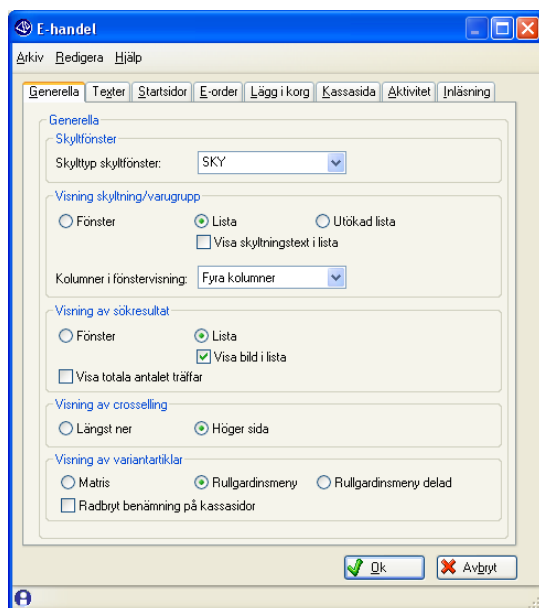 E-handel
Arkiv Redigera Hjälp
Generella Texter Startsidor E-order Lägg i korg Kassasida Aktivitet Inläsning
Generella
Skyltfönster
Skylttyp skyltfönster: SKY
Visning skyltning/varugrupp
Fönster Lista Utökad lista
Visa skyltningstext i lista
Kolumner i fönstervisning: Fyra kolumner
Visning av sökresultat
Fönster Lista
Visa bild i lista
Visa totala antalet träffar
Visning av crosselling
Längst ner Höger sida
Visning av variantartiklar
Matris Rullgardinsmeny Rullgardinsmeny delad
Radbryt benämning på kassasidor
Ok Avbryt